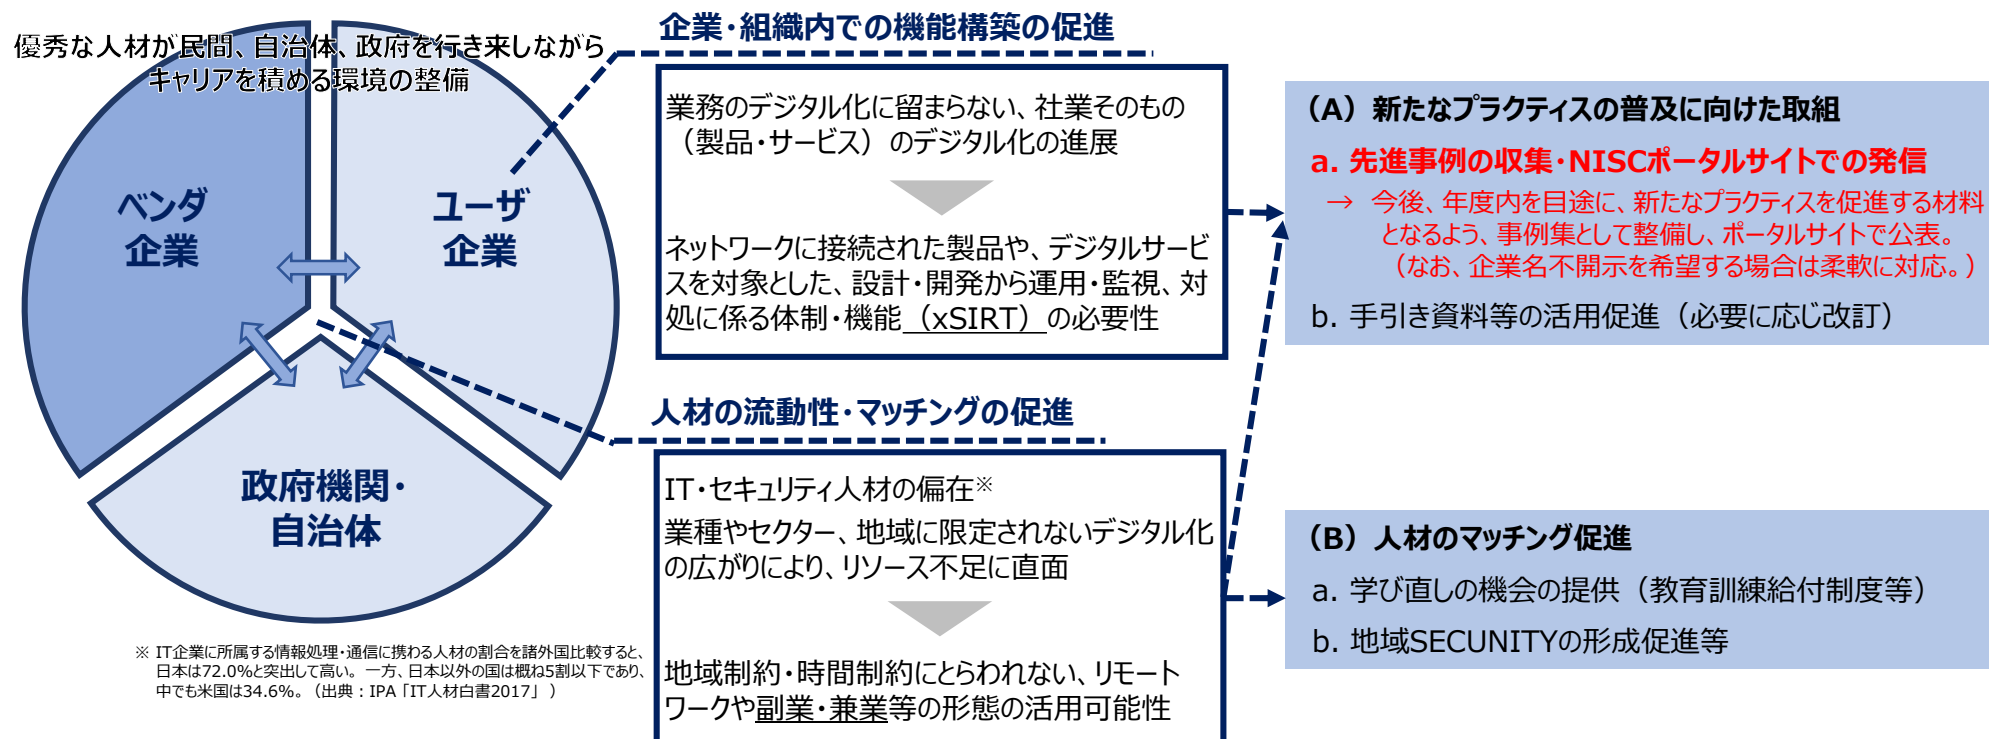 優秀な人材が民間、自治体、政府を行き来しながら
キャリアを積める環境の整備
ベンダ
企業
ユーザ
企業
政府機関・
自治体
※ IT企業に所属する情報処理・通信に携わる人材の割合を諸外国比較すると、
日本は72.0%と突出して高い。一方、日本以外の国は概ね5割以下であり、
中でも米国は34.6%。（出典：IPA「IT人材白書2017」）
企業・組織内での機能構築の促進
業務のデジタル化に留まらない、社業そのもの
（製品・サービス）のデジタル化の進展
ネットワークに接続された製品や、デジタルサービ
スを対象とした、設計・開発から運用・監視、対
処に係る体制・機能（xSIRT）の必要性
人材の流動性・マッチングの促進
IT・セキュリティ人材の偏在※
業種やセクター、地域に限定されないデジタル化
の広がりにより、リソース不足に直面
地域制約・時間制約にとらわれない、リモート
ワークや副業・兼業等の形態の活用可能性
（A）新たなプラクティスの普及に向けた取組
a. 先進事例の収集・NISCポータルサイトでの発信
→ 今後、年度内を目途に、新たなプラクティスを促進する材料
となるよう、事例集として整備し、ポータルサイトで公表。
（なお、企業名不開示を希望する場合は柔軟に対応。）
b. 手引き資料等の活用促進（必要に応じ改訂）
（B）人材のマッチング促進
a. 学び直しの機会の提供（教育訓練給付制度等）
b. 地域SECUNITYの形成促進等